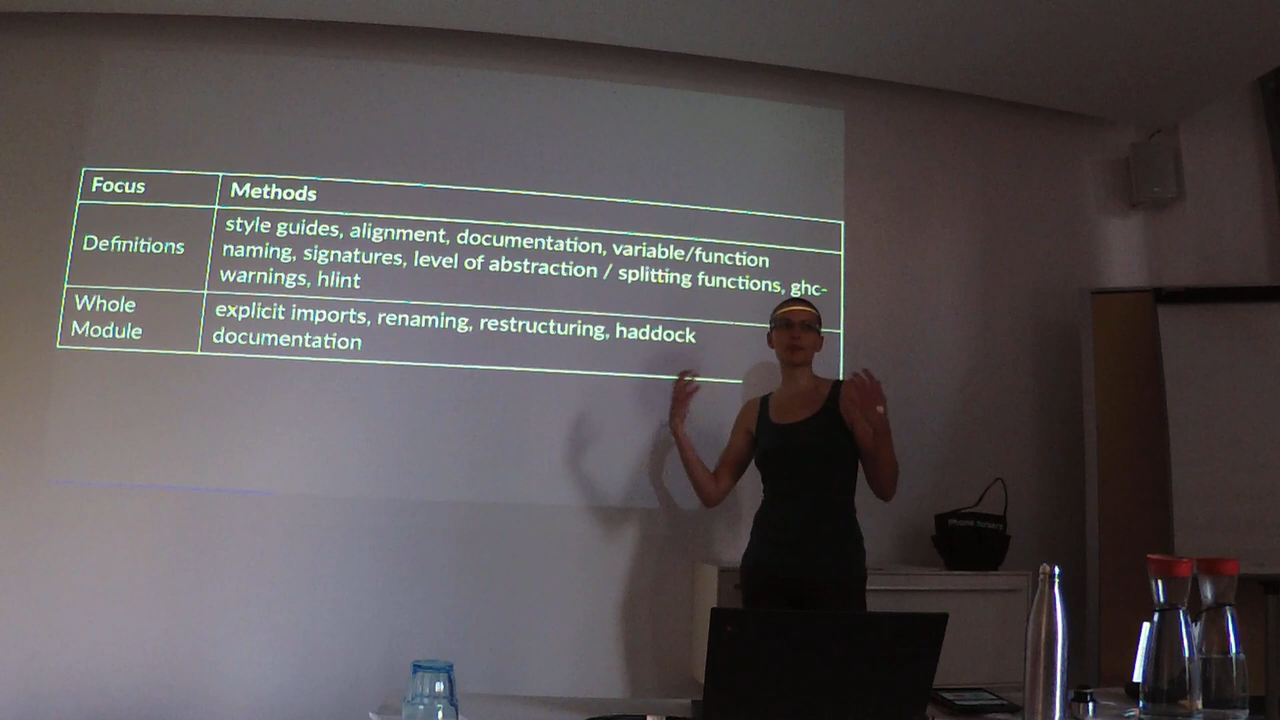 Focus
Methods
Definitions
style guides, alignment, documentation, variable/function
naming, signatures, level of abstraction / splitting functions, ghc-
warnings, hlint
Whole
Module
explicit imports, renaming, restructuring, haddock
documentation